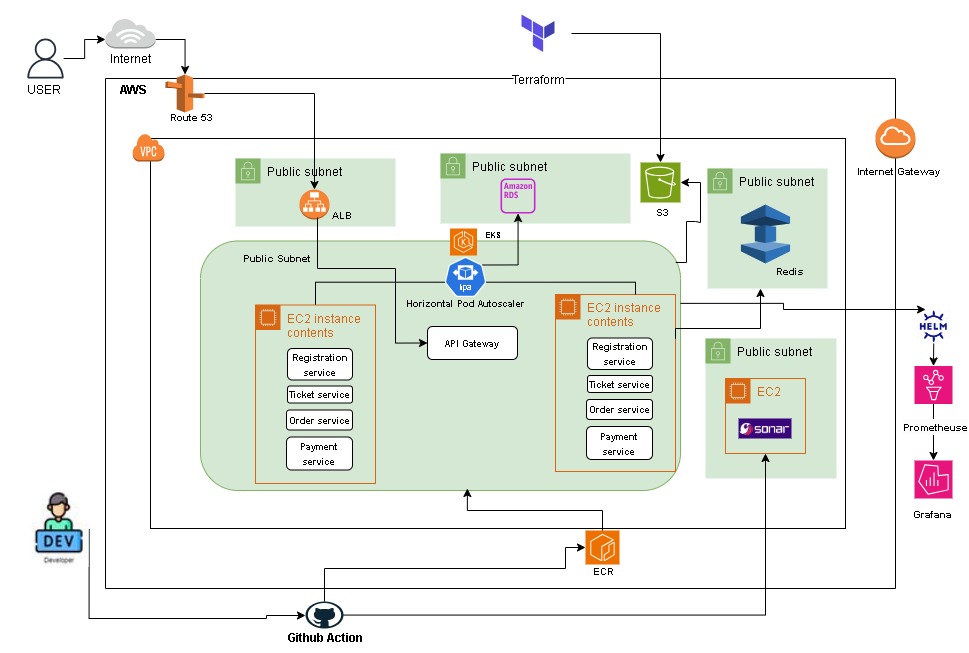 Internet
USER
AWS
Terraform
Route 53
VPC
Internet Gateway
Public subnet
ALB
Public subnet
Amazon
RDS
S3
Public subnet
Redis
EKS
Public Subnet
hpa
Horizontal Pod Autoscaler
EC2 instance
contents
Registration
service
Ticket service
Order service
Payment
service
API Gateway
EC2 instance
contents
Registration
service
Ticket service
Order service
Payment
service
HELM
Prometheuse
Grafana
Public subnet
EC2
sonar
DEV
Developer
ECR
Github Action